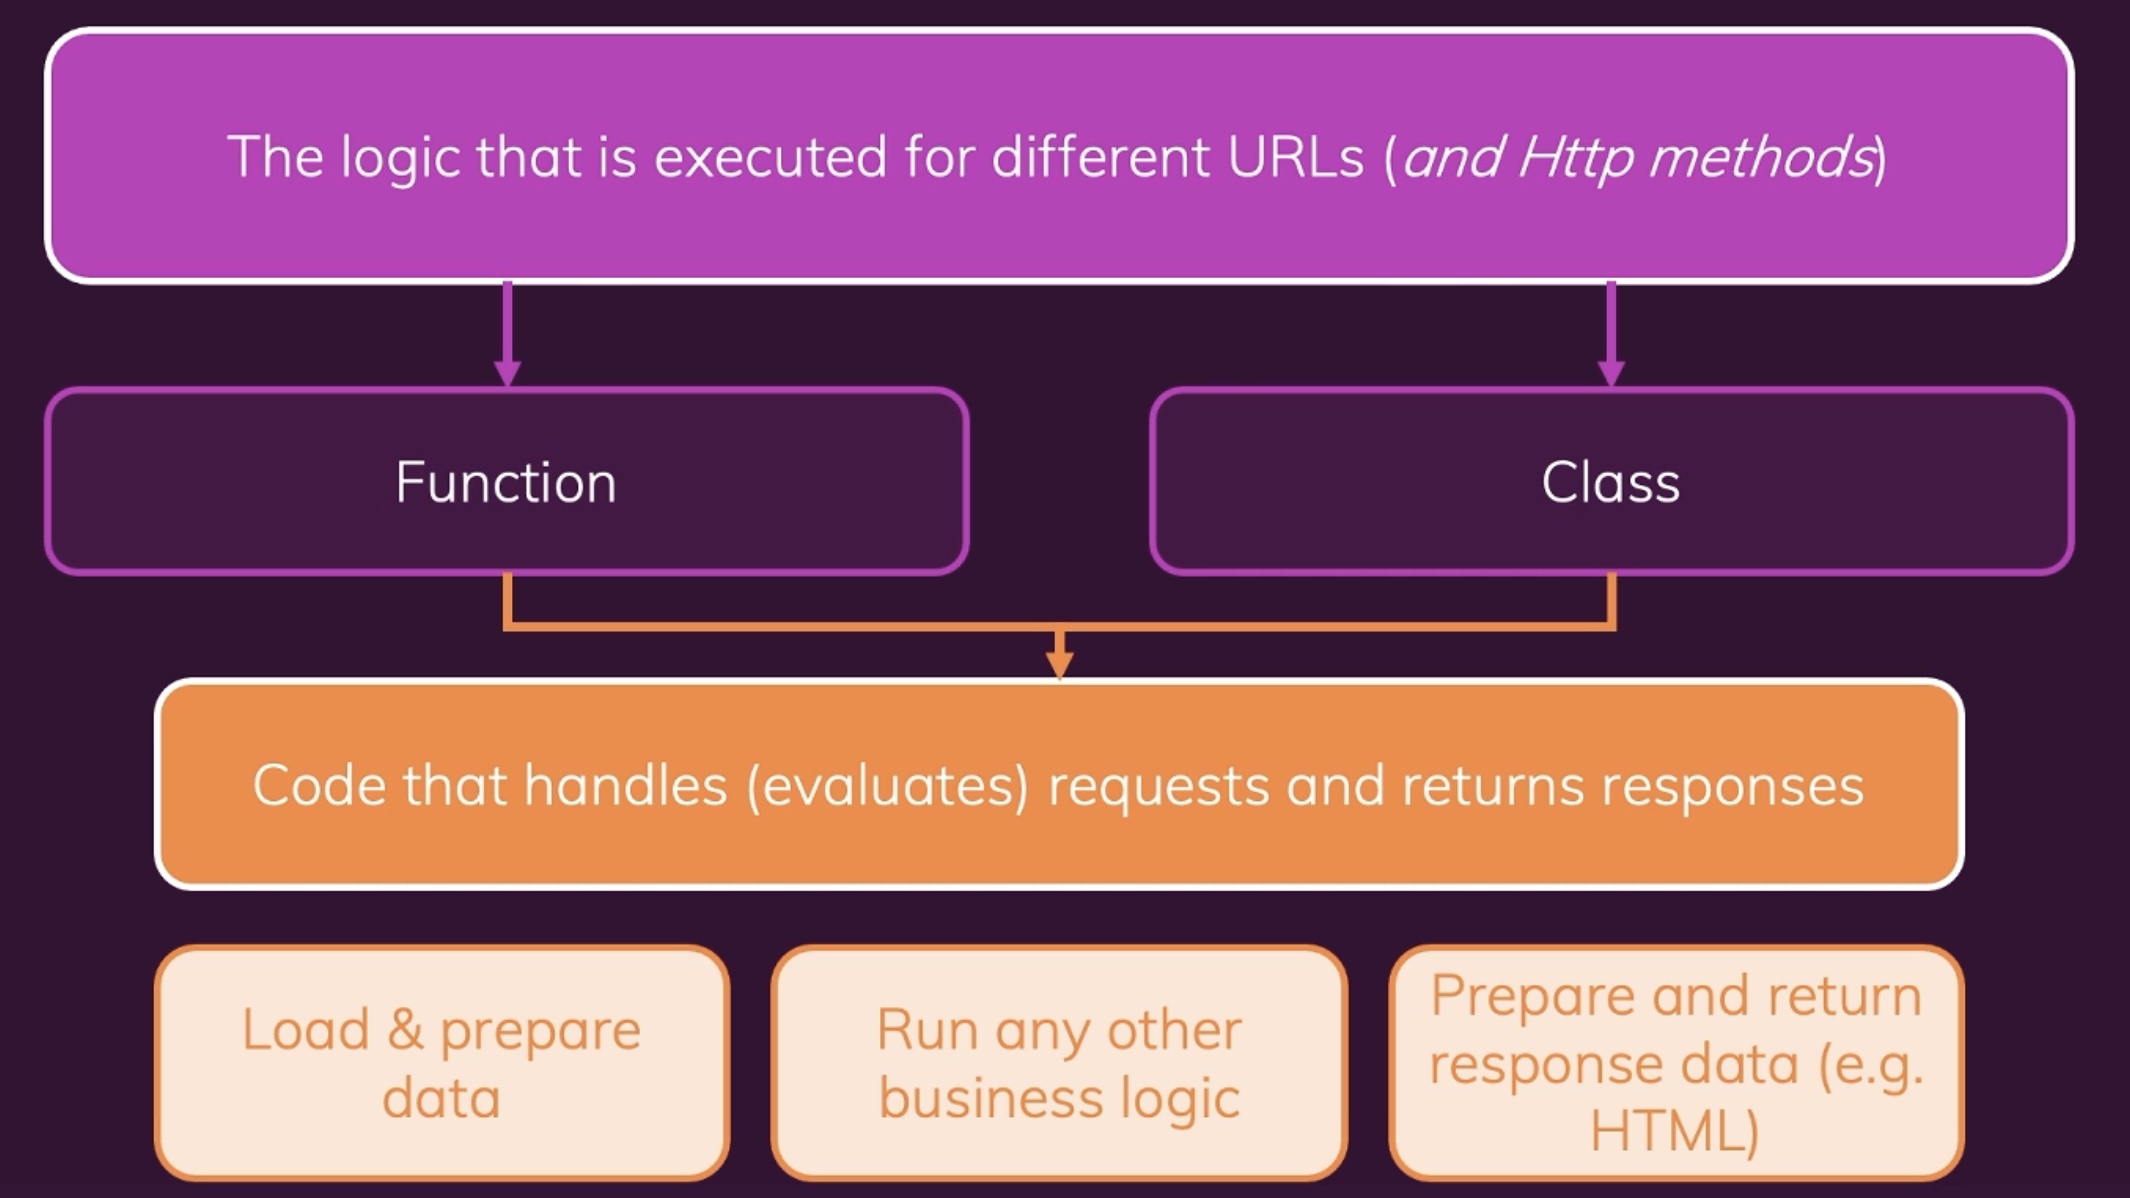 The logic that is executed for different URLs (and Http methods)
Function
Class
Code that handles (evaluates) requests and returns responses
Load & prepare
data
Run any other
business logic
Prepare and return
response data (e.g.
HTML)